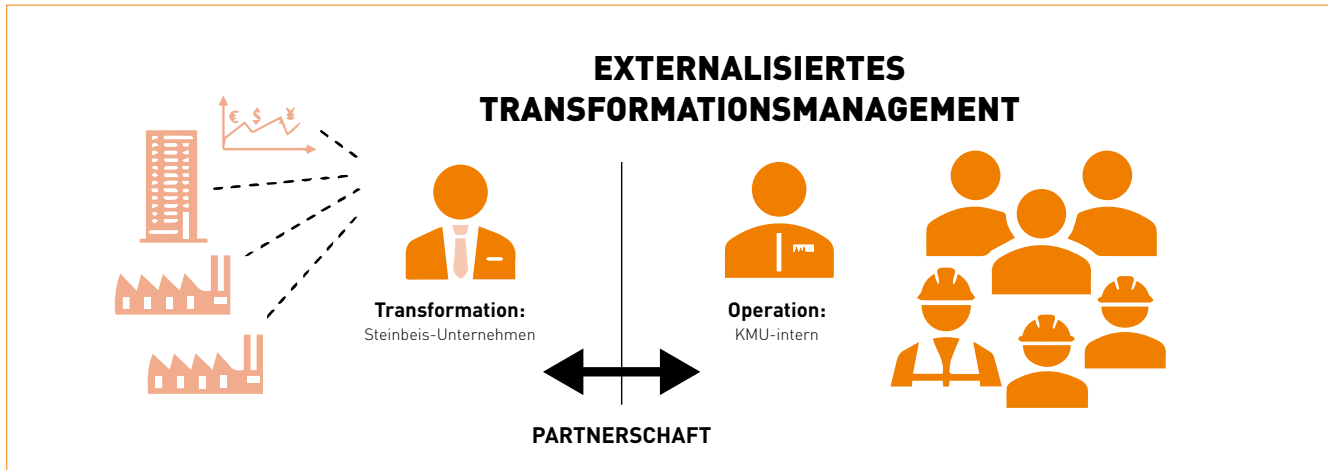 EXTERNALISIERTES
TRANSFORMATIONSMANAGEMENT
€ $ ¥
Transformation:
Steinbeis-Unternehmen
Operation:
KMU-intern
PARTNERSCHAFT